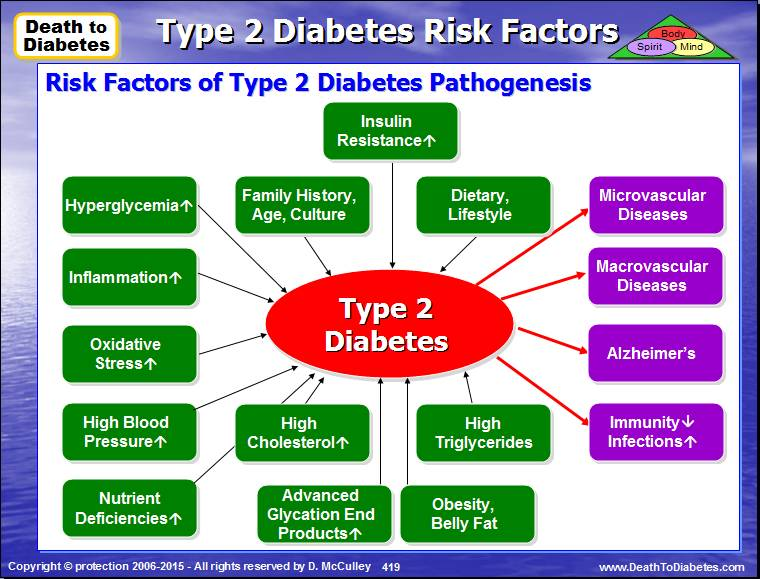 Death to
Diabetes
Type 2 Diabetes Risk Factors
Body
Spirit
Mind
Risk Factors of Type 2 Diabetes Pathogenesis
Insulin
Resistance↑
Hyperglycemia↑
Family History,
Age, Culture
Dietary,
Lifestyle
Microvascular
Diseases
Inflammation↑
Macrovascular
Diseases
Type 2
Diabetes
Oxidative
Stress↑
Alzheimer's
High Blood
Pressure↑
High
Cholesterol↑
High
Triglycerides
Immunity↓
Infections↑
Nutrient
Deficiencies↑
Advanced
Glycation End
Products↑
Obesity,
Belly Fat
Copyright © protection 2006-2015 - All rights reserved by D. McCulley
419
www.DeathToDiabetes.com